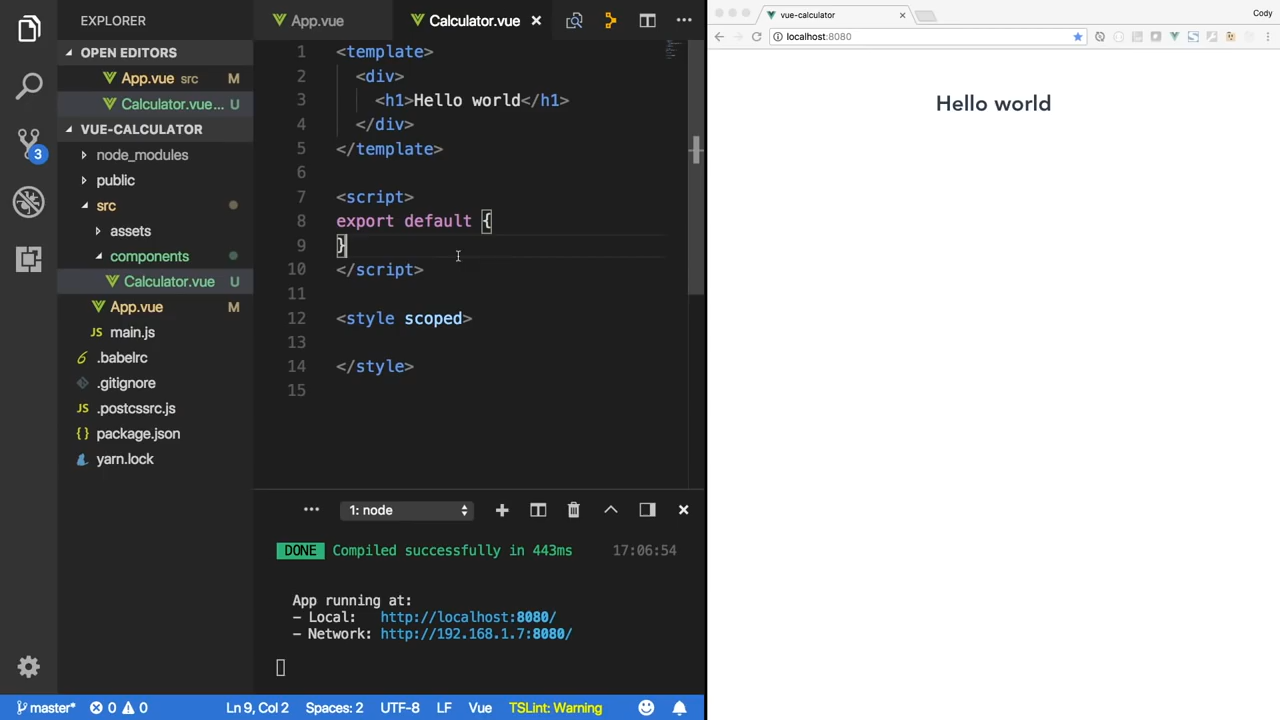 EXPLORER
OPEN EDITORS
App.vue src M
Calculator.vue... U
VUE-CALCULATOR
node_modules
public
src
assets
components
Calculator.vue U
App.vue M
JS main.js
.babelrc
.gitignore
JS .postcssrc.js
{ } package.json
yarn.lock
3
App.vue
Calculator.vue
1 <template>
2 <div>
3 <h1>Hello world</h1>
4 </div>
5 </template>
6
7 <script>
8 export default {
9 }
10 </script>
11
12 <style scoped>
13
14 </style>
15
1: node
DONE Compiled successfully in 443ms 17:06:54
App running at:
- Local: http://localhost:8080/
- Network: http://192.168.1.7:8080/
master* 0 0 Ln 9, Col 2 Spaces: 2 UTF-8 LF Vue TSLint: Warning
vue-calculator Cody
localhost:8080
Hello world